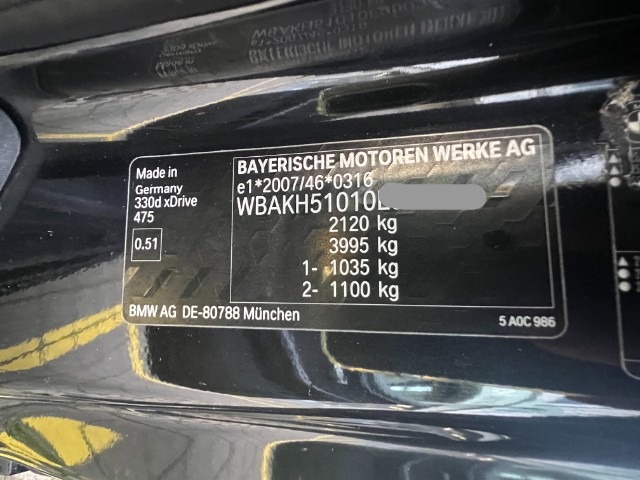 Made in
Germany
330d xDrive
475
0.51
BAYERISCHE MOTOREN WERKE AG
e1*2007/46*0316
WBAKH51010
2120 kg
3995 kg
1- 1035 kg
2- 1100 kg
BMW AG DE-80788 München
5 A0C 986